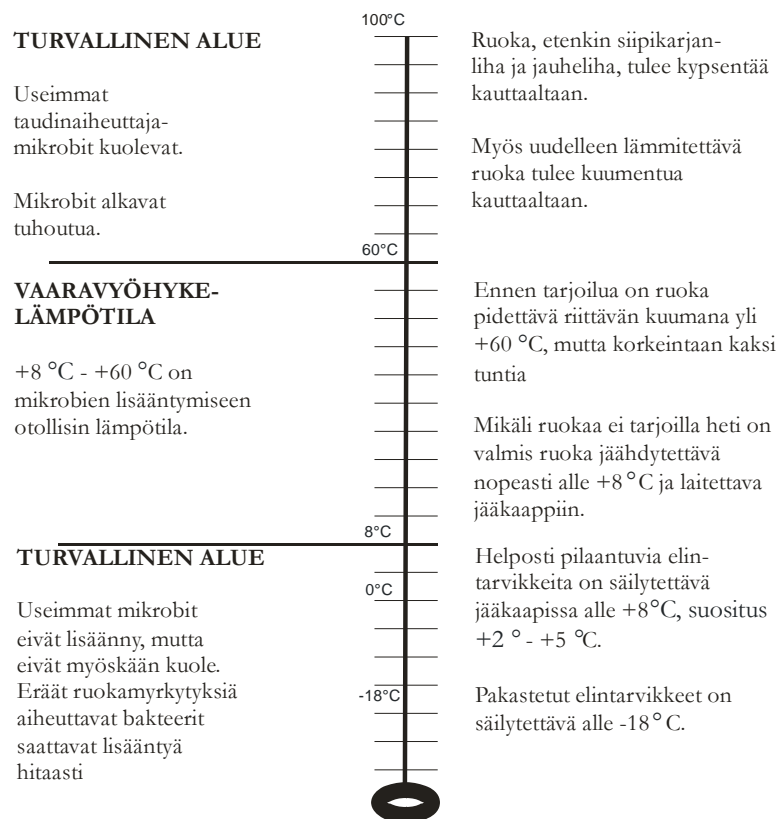 100°C
TURVALLINEN ALUE
Useimmat
taudinaiheuttaja-
mikrobit kuolevat.
Mikrobit alkavat
tuhoutua.
Ruoka, etenkin siipikarjan-
liha ja jauheliha, tulee kypsentää
kauttaaltaan.
Myös uudelleen lämmitettävä
ruoka tulee kuumentua
kauttaaltaan.
60°C
VAARAVYÖHYKE-
LÄMPÖTILA
+8 °C - +60 °C on
mikrobien lisääntymiseen
otollisin lämpötila.
Ennen tarjoilua on ruoka
pidettävä riittävän kuumana yli
+60 °C, mutta korkeintaan kaksi
tuntia
Mikäli ruokaa ei tarjoilla heti on
valmis ruoka jäähdytettävä
nopeasti alle +8 °C ja laitettava
jääkaappiin.
8°C
TURVALLINEN ALUE
0°C
Useimmat mikrobit
eivät lisäänny, mutta
eivät myöskään kuole.
Eräät ruokamyrkytyksiä
aiheuttavat bakteerit
saattavat lisääntyä
hitaasti
Helposti pilaantuvia elin-
tarvikkeita on säilytettävä
jääkaapissa alle +8°C, suositus
+2 ° - +5 °C.
-18°C
Pakastetut elintarvikkeet on
säilytettävä alle -18° C.